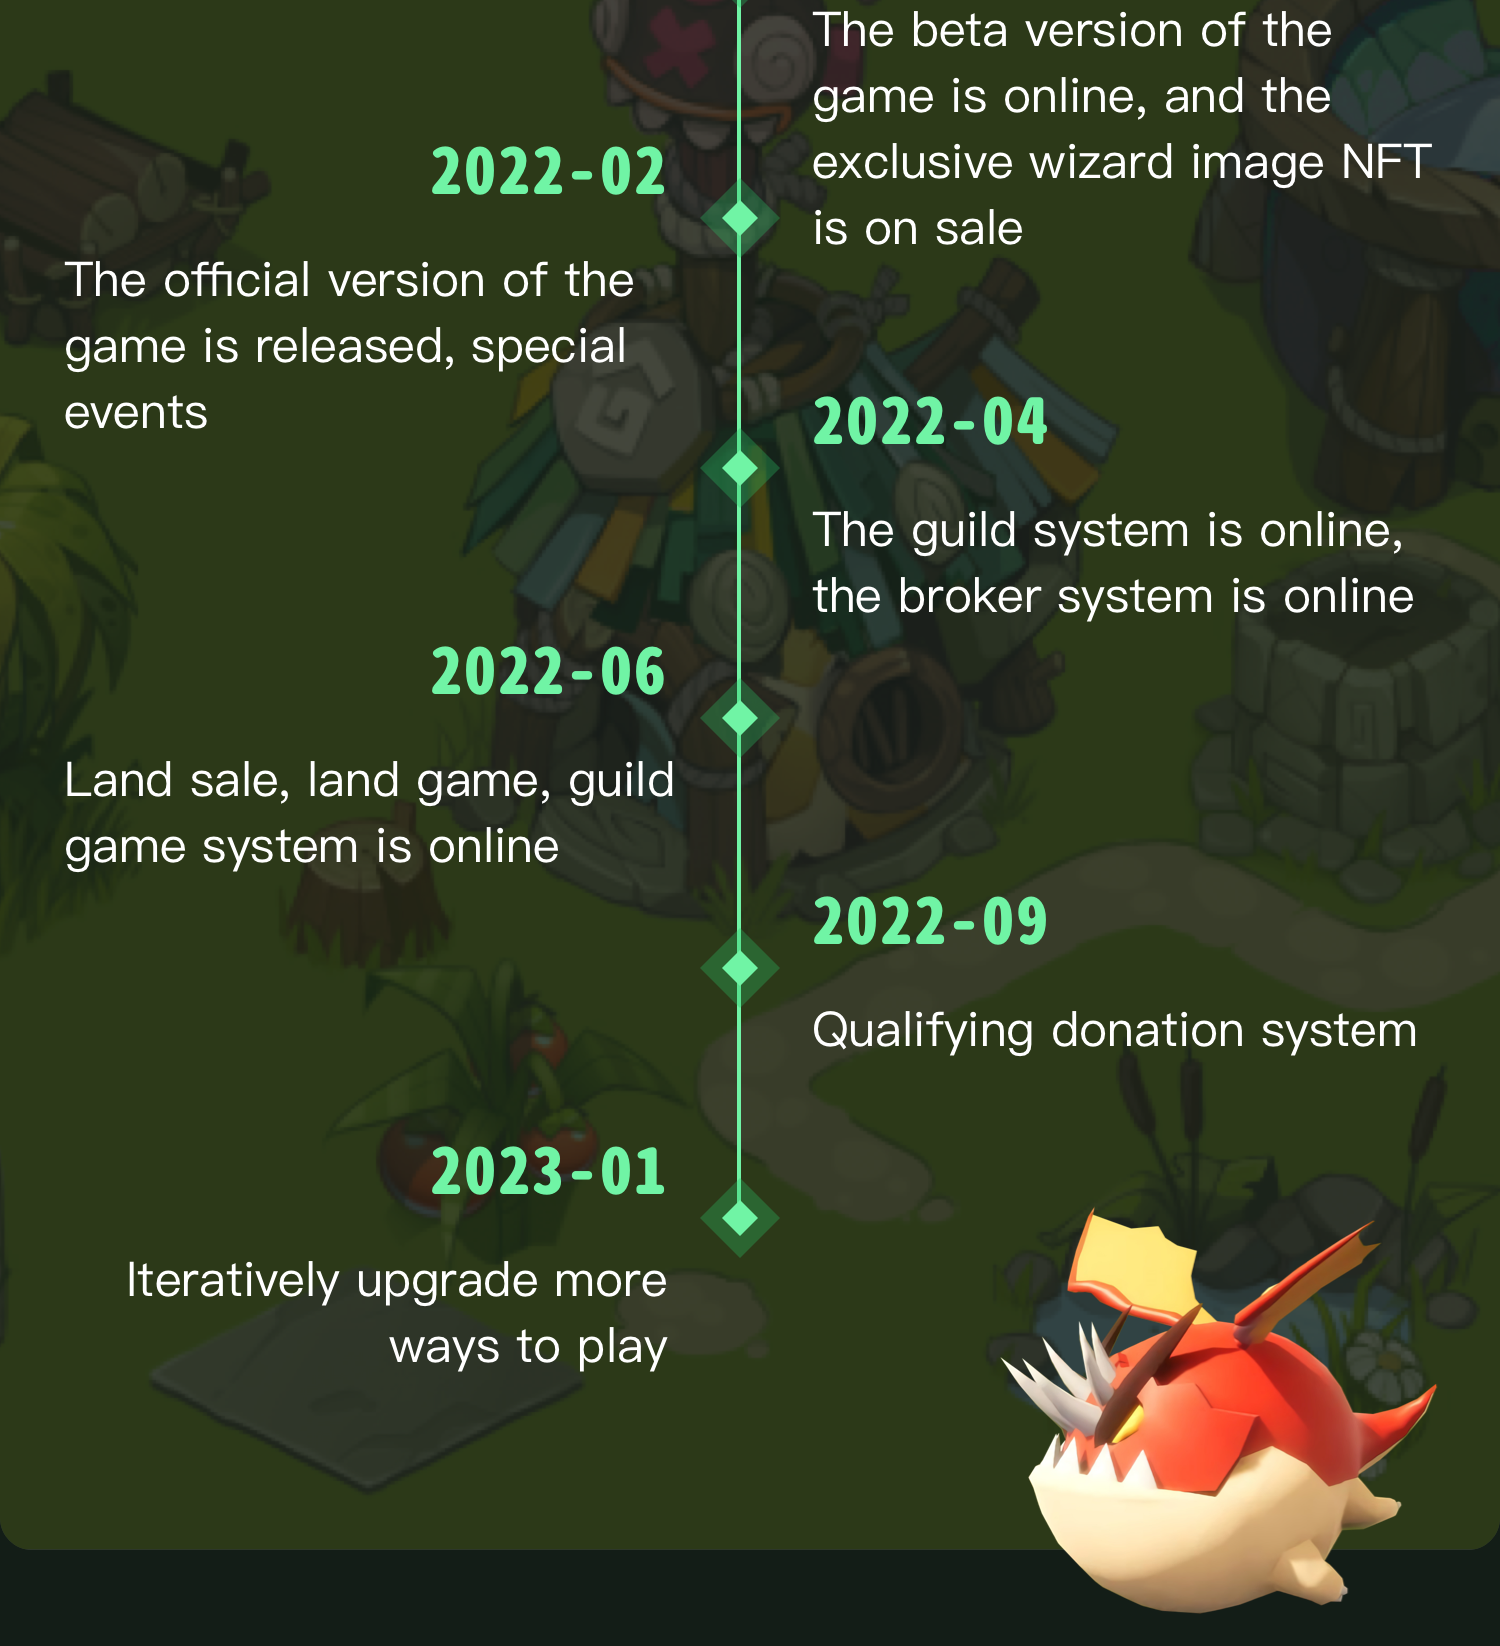 The beta version of the
game is online, and the
exclusive wizard image NFT
is on sale
2022-02
The official version of the
game is released, special
events
2022-04
The guild system is online,
the broker system is online
2022-06
Land sale, land game, guild
game system is online
2022-09
Qualifying donation system
2023-01
Iteratively upgrade more
ways to play